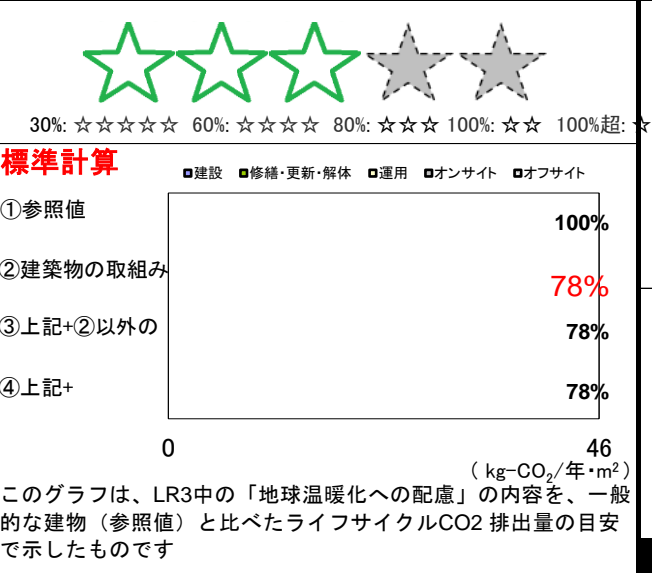 30%: ☆☆☆☆☆ 60%: ☆☆☆☆ 80%: ☆☆☆ 100%: ☆☆ 100%超: ☆
標準計算
建設 修繕・更新・解体 運用 オンサイト オフサイト
①参照値 100%
②建築物の取組み 78%
③上記+②以外の 78%
④上記+ 78%
0 46
( kg-CO₂/年・m² )
このグラフは、LR3中の「地球温暖化への配慮」の内容を、一般
的な建物（参照値）と比べたライフサイクルCO2 排出量の目安
で示したものです